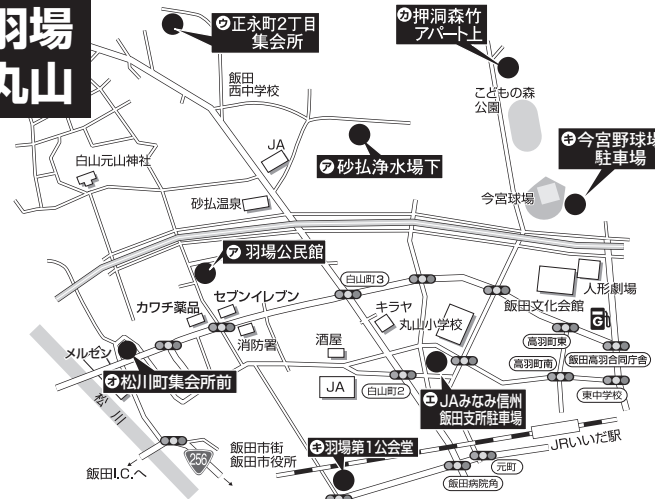 羽場
丸山
ウ正永町2丁目
集会所
カ押洞森竹
アパート上
飯田
西中学校
こどもの森
公園
JA
白山元山神社
ア砂払浄水場下
キ今宮野球場
駐車場
砂払温泉
今宮球場
ア羽場公民館
白山町3
人形劇場
飯田文化会館
カワチ薬品
セブンイレブン
キラヤ
丸山小学校
消防署
酒屋
高羽町東
メルゼン
高羽町南
飯田高羽合同庁舎
オ松川町集会所前
JA
白山町2
エJAみなみ信州
飯田支所駐車場
東中学校
松川
256
飯田市街
飯田市役所
キ羽場第1公会堂
JRいいだ駅
飯田I.C.へ
元町
飯田病院角